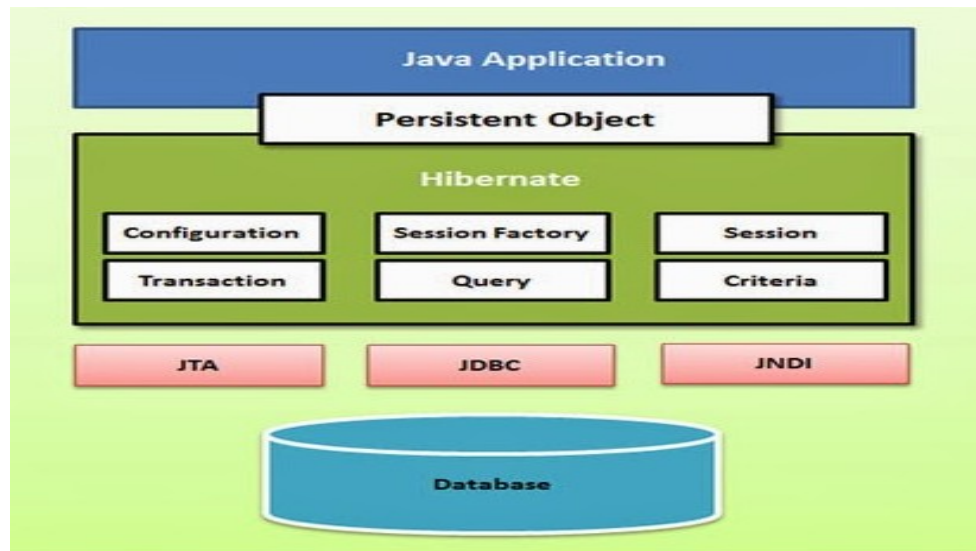 Java Application
Persistent Object
Hibernate
Configuration
Session Factory
Session
Transaction
Query
Criteria
JTA
JDBC
JNDI
Database